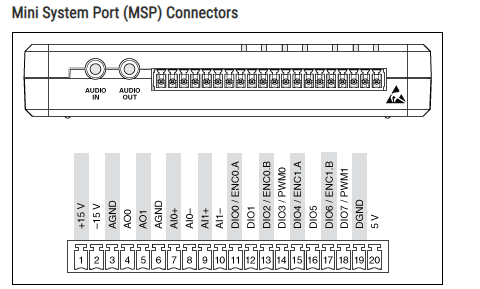 Mini System Port (MSP) Connectors
AUDIO IN
AUDIO OUT
+15 V
–15 V
AGND
AO0
AO1
AGND
AI0+
AI0–
AI1+
AI1–
DIO0 / ENC0.A
DIO1
DIO2 / ENC0.B
DIO3 / PWM0
DIO4 / ENC1.A
DIO5
DIO6 / ENC1.B
DIO7 / PWM1
DGND
5 V
1 2 3 4 5 6 7 8 9 10 11 12 13 14 15 16 17 18 19 20